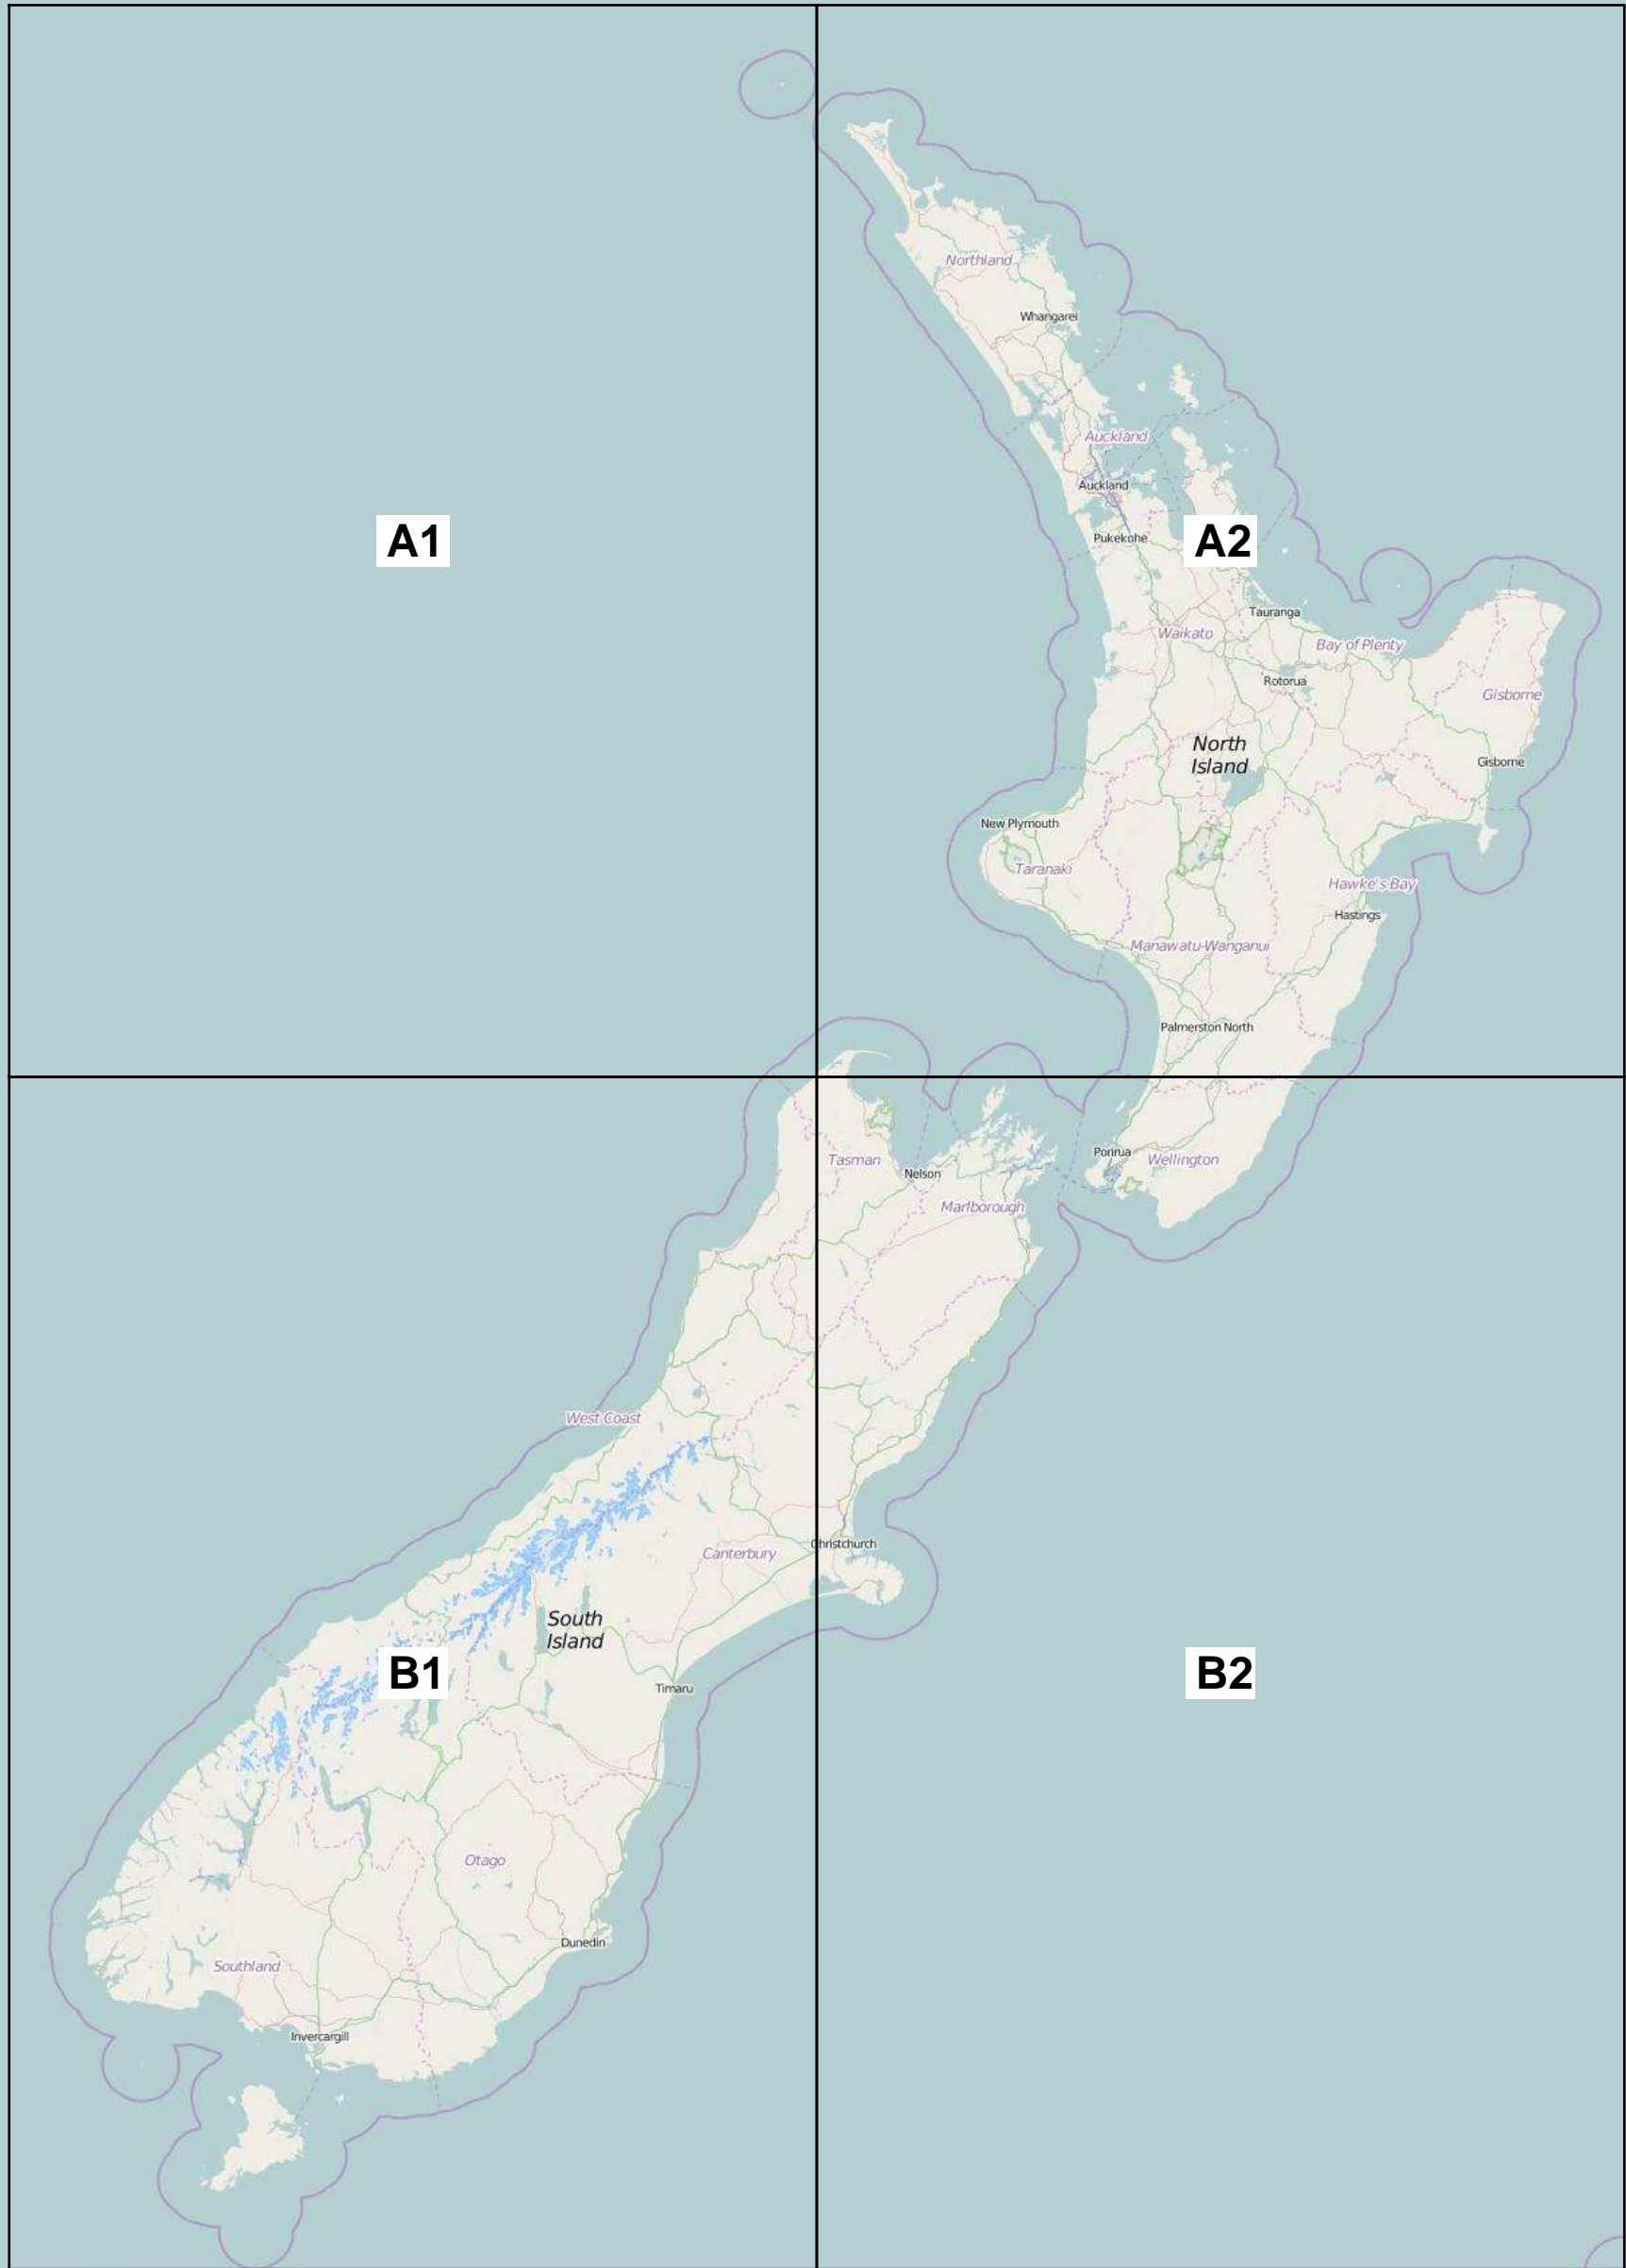 Northland
Whangarei
Auckland
Auckland
A1
A2
Pukekohe
Tauranga
Waikato
Bay of Plenty
Rotorua
Gisborne
North
Island
Gisborne
New Plymouth
Taranaki
Hawke's Bay
Hastings
Manawatu-Wanganui
Palmerston North
Porirua
Tasman
Wellington
Nelson
Marlborough
West Coast
Christchurch
Canterbury
South
Island
B1
B2
Timaru
Otago
Dunedin
Southland
Invercargill